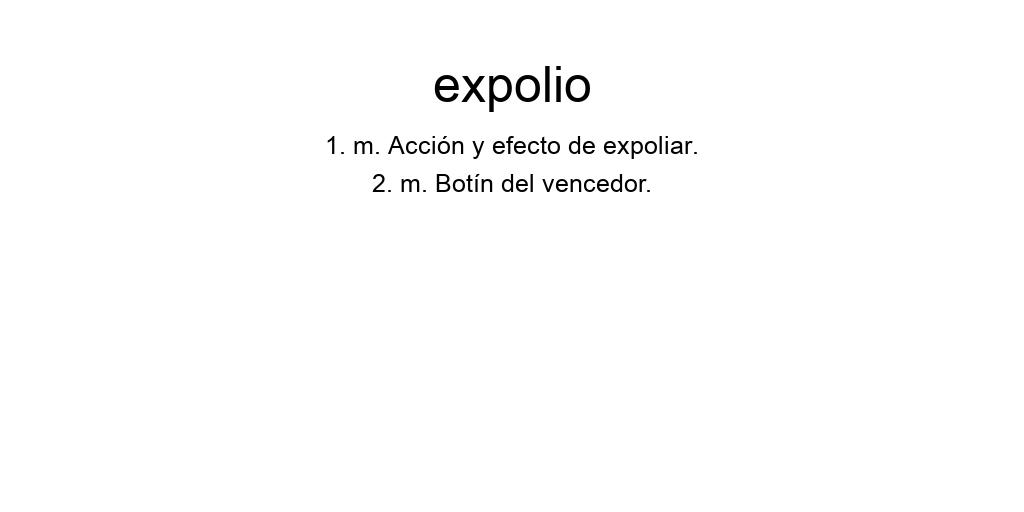 expolio
1. m. Acción y efecto de expoliar.
2. m. Botín del vencedor.